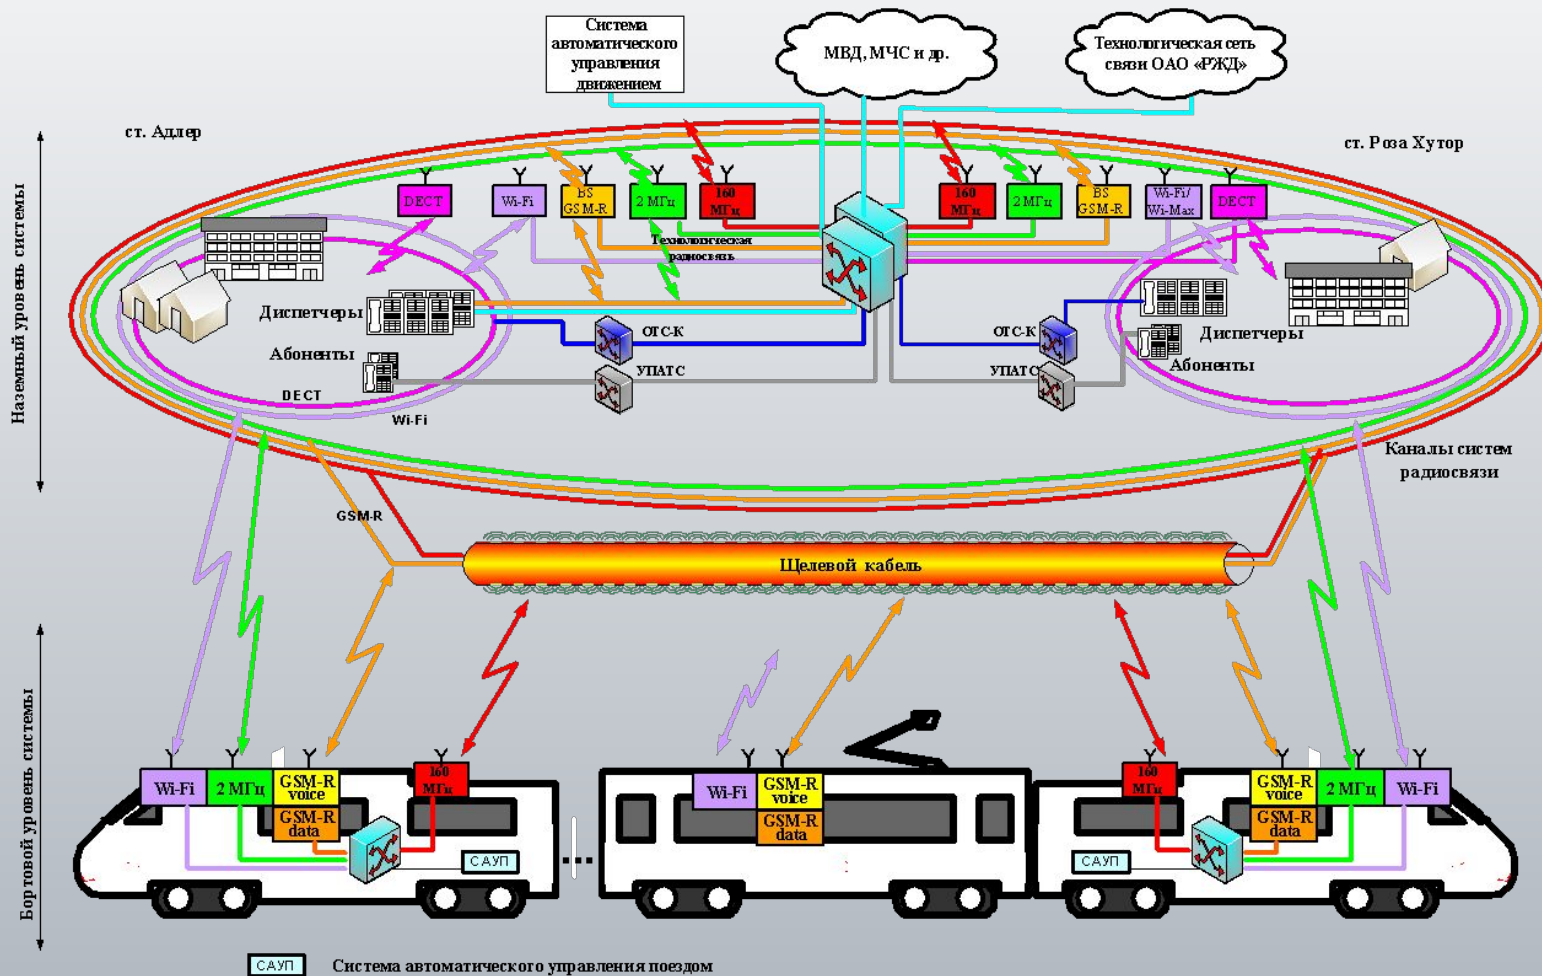 Система
автоматического
управления
движением
МВД, МЧС и др.
Технологическая сеть
связи ОАО «РЖД»
ст. Адлер
ст. Роза Хутор
Наземный уровень системы
DECT
Wi-Fi
BS
GSM-R
2 МГц
160
МГц
160
МГц
2 МГц
BS
GSM-R
Wi-Fi/
Wi-Max
DECT
Технологическая
радиосвязь
Диспетчеры
Абоненты
DECT
Wi-Fi
ОТС-К
УПАТС
ОТС-К
УПАТС
Диспетчеры
Абоненты
Каналы систем
радиосвязи
GSM-R
Щелевой кабель
Бортовой уровень системы
Wi-Fi
2 МГц
GSM-R
voice
GSM-R
data
160
МГц
САУП
...
Wi-Fi
GSM-R
voice
GSM-R
data
160
МГц
САУП
GSM-R
voice
GSM-R
data
2 МГц
Wi-Fi
САУП
Система автоматического управления поездом